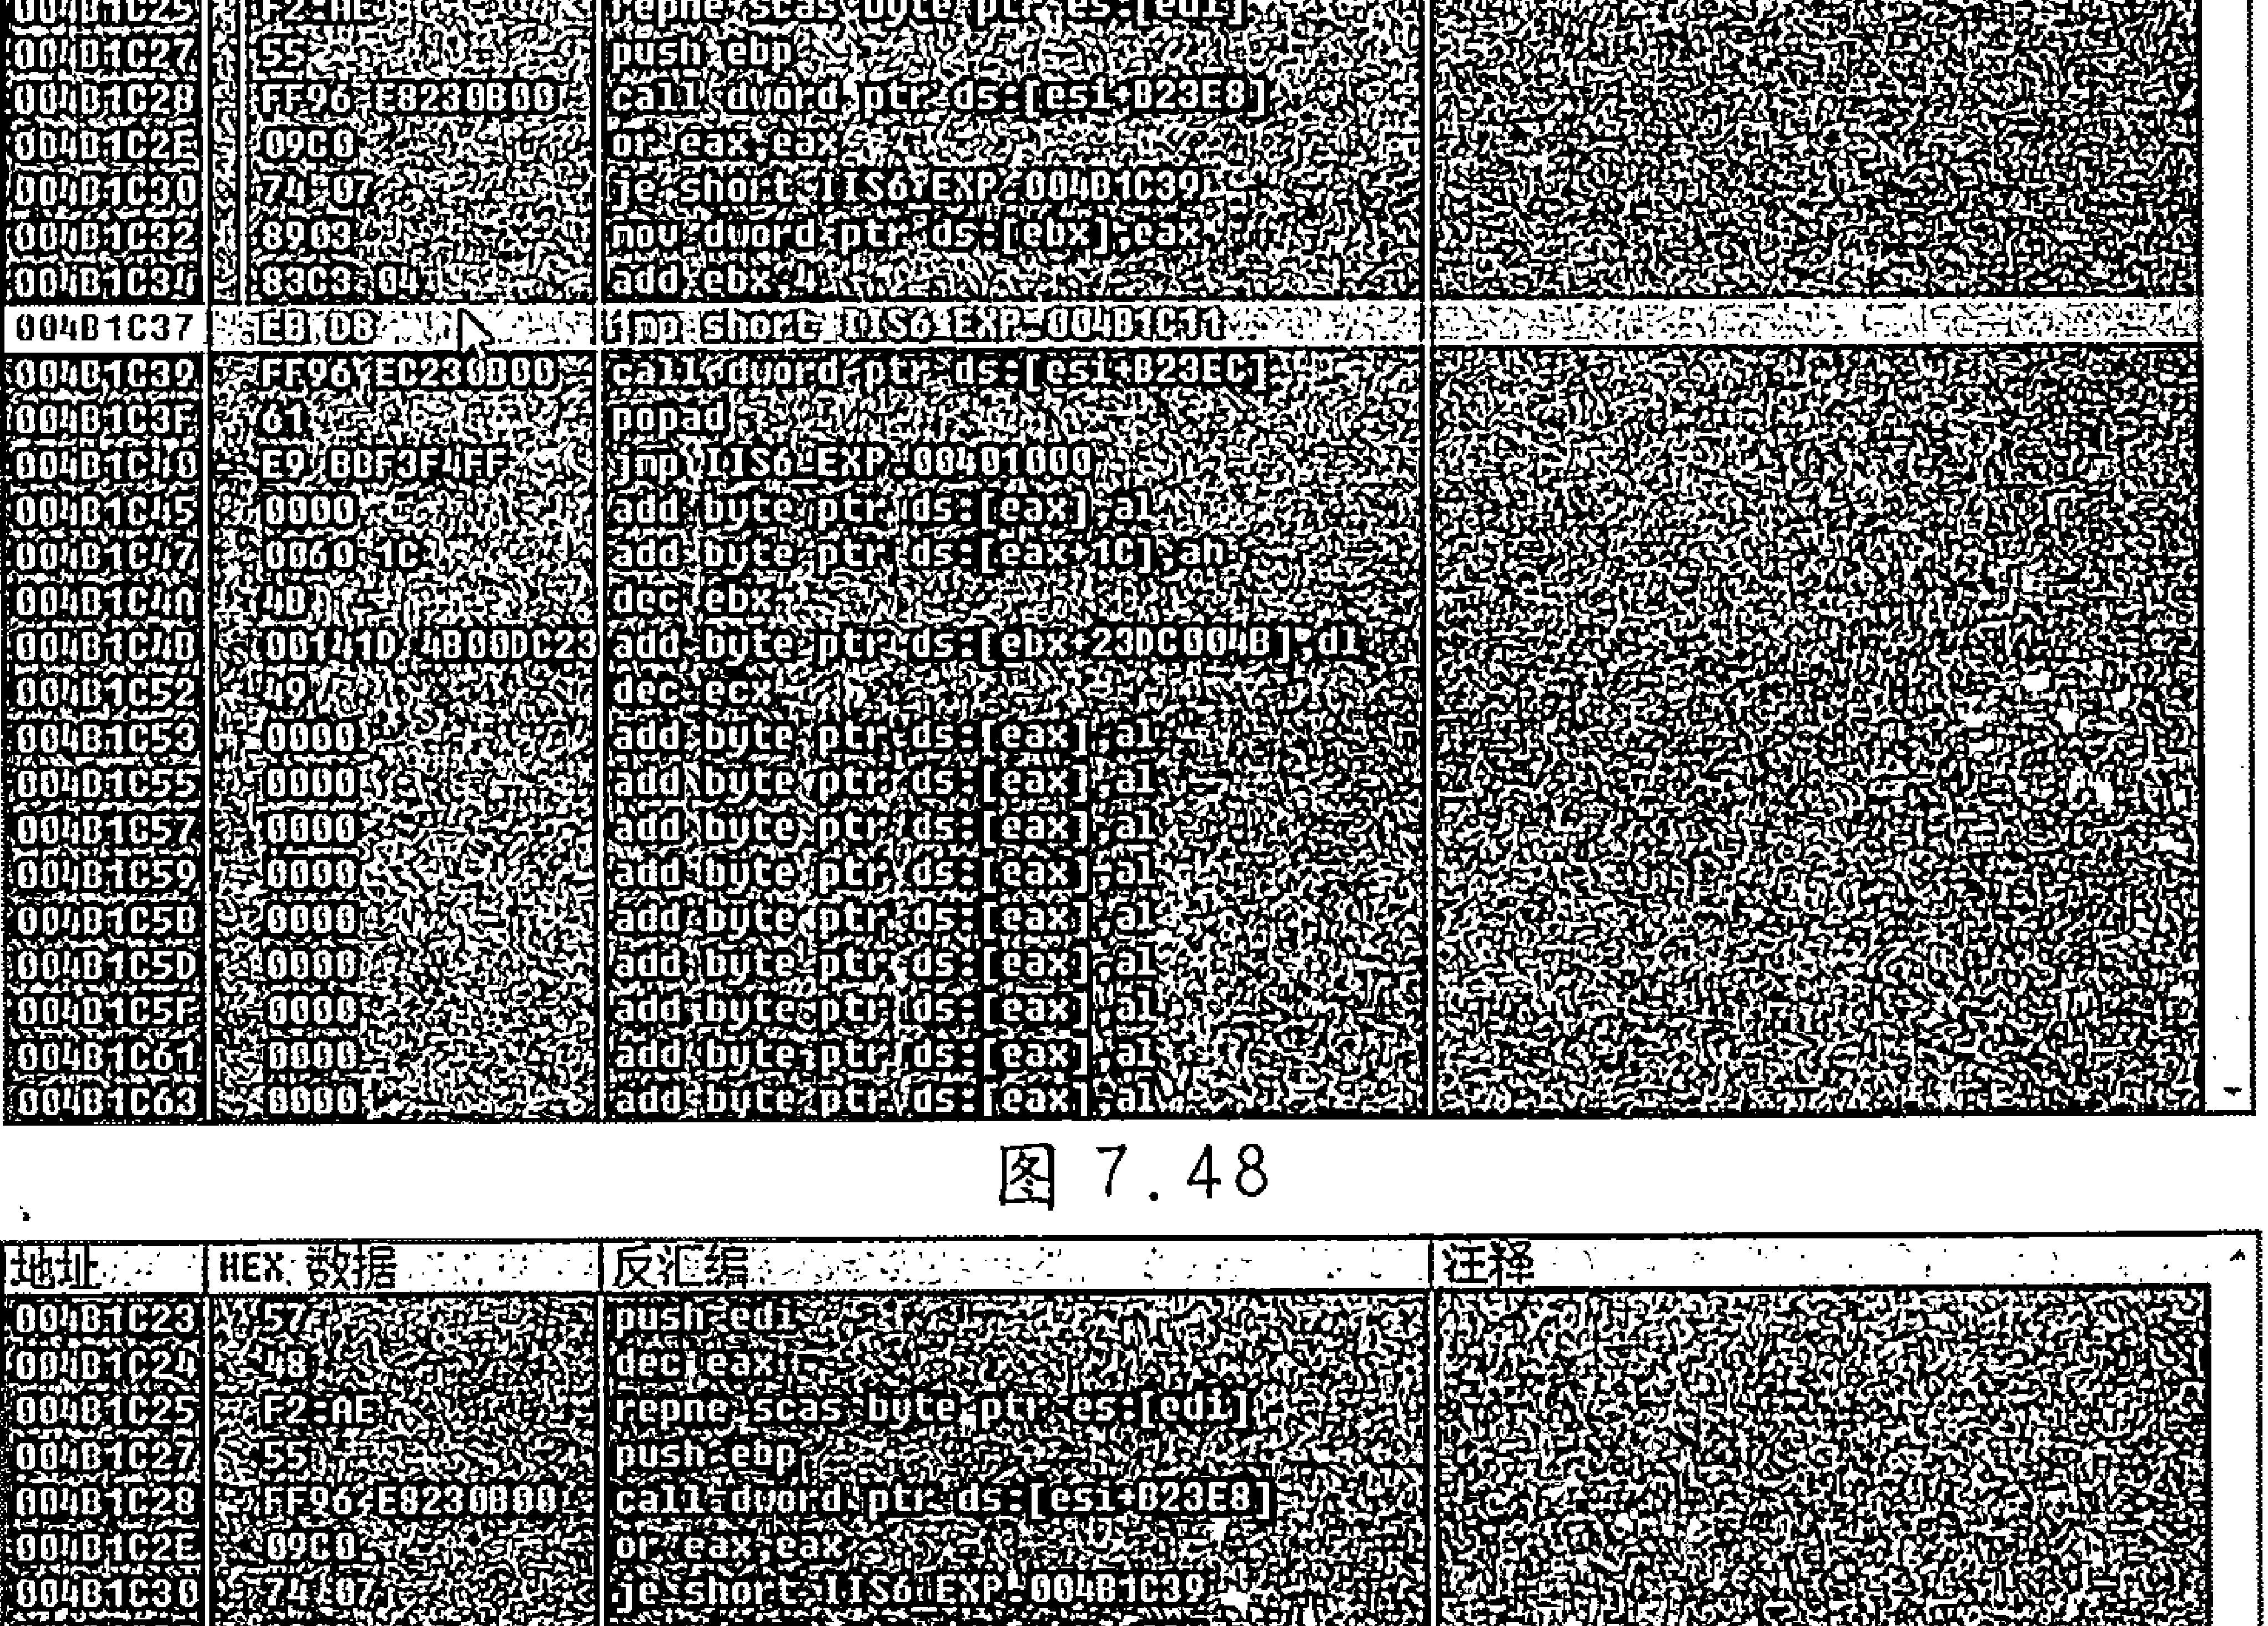 004B1C25 F2:AE repne scas byte ptr es:[edi]
004B1C27 55 push ebp
004B1C28 FF96 E8230B00 call dword ptr ds:[esi+B23E8]
004B1C2E 09C0 or eax,eax
004B1C30 74 07 je short IIS6_EXP.004B1C39
004B1C32 8903 mov dword ptr ds:[ebx],eax
004B1C34 83C3 04 add ebx,4
004B1C37 EB D8 jmp short IIS6_EXP.004B1C11
004B1C39 FF96 EC230B00 call dword ptr ds:[esi+B23EC]
004B1C3F 61 popad
004B1C40 E9 BBF3F4FF jmp IIS6_EXP.00401000
004B1C45 0000 add byte ptr ds:[eax],al
004B1C47 0060 1C add byte ptr ds:[eax+1C],ah
004B1C4A 4B dec ebx
004B1C4B 00141D 4B00DC23 add byte ptr ds:[ebx+23DC004B],dl
004B1C52 49 dec ecx
004B1C53 0000 add byte ptr ds:[eax],al
004B1C55 0000 add byte ptr ds:[eax],al
004B1C57 0000 add byte ptr ds:[eax],al
004B1C59 0000 add byte ptr ds:[eax],al
004B1C5B 0000 add byte ptr ds:[eax],al
004B1C5D 0000 add byte ptr ds:[eax],al
004B1C5F 0000 add byte ptr ds:[eax],al
004B1C61 0000 add byte ptr ds:[eax],al
004B1C63 0000 add byte ptr ds:[eax],al
图 7.48
地址 HEX 数据 反汇编 注释
004B1C23 57 push edi
004B1C24 48 dec eax
004B1C25 F2:AE repne scas byte ptr es:[edi]
004B1C27 55 push ebp
004B1C28 FF96 E8230B00 call dword ptr ds:[esi+B23E8]
004B1C2E 09C0 or eax,eax
004B1C30 74 07 je short IIS6_EXP.004B1C39